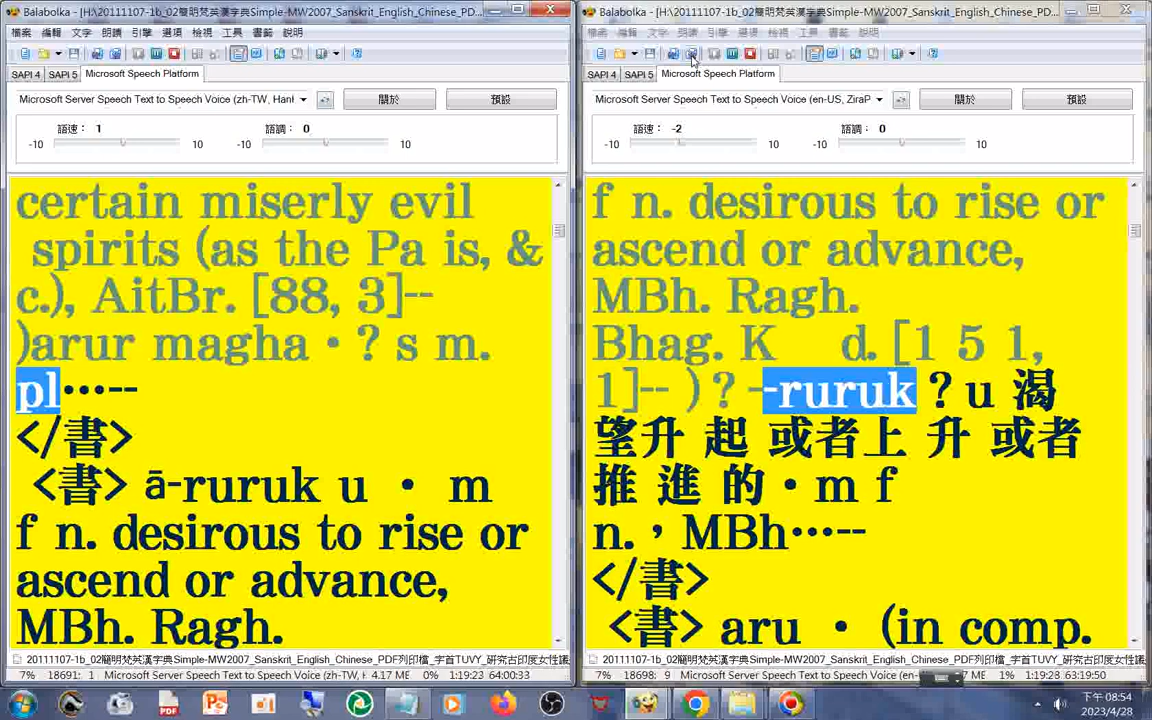 Balabolka - [H:\20111107-1b_02簡明梵英漢字典Simple-MW2007_Sanskrit_English_Chinese_PD...
檔案 編輯 文字 朗讀 引擎 選項 檢視 工具 書籤 說明
SAPI 4 SAPI 5 Microsoft Speech Platform
Microsoft Server Speech Text to Speech Voice (zh-TW, Hanl
關於 預設
語速： 1 語調： 0
-10 10 -10 10
certain miserly evil
spirits (as the Pa is, &
c.), AitBr. [88, 3]--
)arur magha・? s m.
pl…--
</書>
<書> ā-ruruk u ・ m
f n. desirous to rise or
ascend or advance,
MBh. Ragh.
20111107-1b_02簡明梵英漢字典Simple-MW2007_Sanskrit_English_Chinese_PDF列印檔_字首TUVY_研究古印度女性議
7% 18691: 1 Microsoft Server Speech Text to Speech Voice (zh-TW, H 4.17 ME 0% 1:19:23 64:00:33
Balabolka - [H:\20111107-1b_02簡明梵英漢字典Simple-MW2007_Sanskrit_English_Chinese_PDF...
檔案 編輯 文字 朗讀 引擎 選項 檢視 工具 書籤 說明
SAPI 4 SAPI 5 Microsoft Speech Platform
Microsoft Server Speech Text to Speech Voice (en-US, ZiraP
關於 預設
語速： -2 語調： 0
-10 10 -10 10
f n. desirous to rise or
ascend or advance,
MBh. Ragh.
Bhag. K d. [1 5 1,
1]-- )? --ruruk ?u 渴
望升 起 或者上 升 或者
推 進 的・m f
n.，MBh…--
</書>
<書> aru ・ (in comp.
20111107-1b_02簡明梵英漢字典Simple-MW2007_Sanskrit_English_Chinese_PDF列印檔_字首TUVY_研究古印度女性議
7% 18698: 9 Microsoft Server Speech Text to Speech Voice (en- 4.17 ME 1% 1:19:28 63:19:50
下午 08:54
2023/4/28